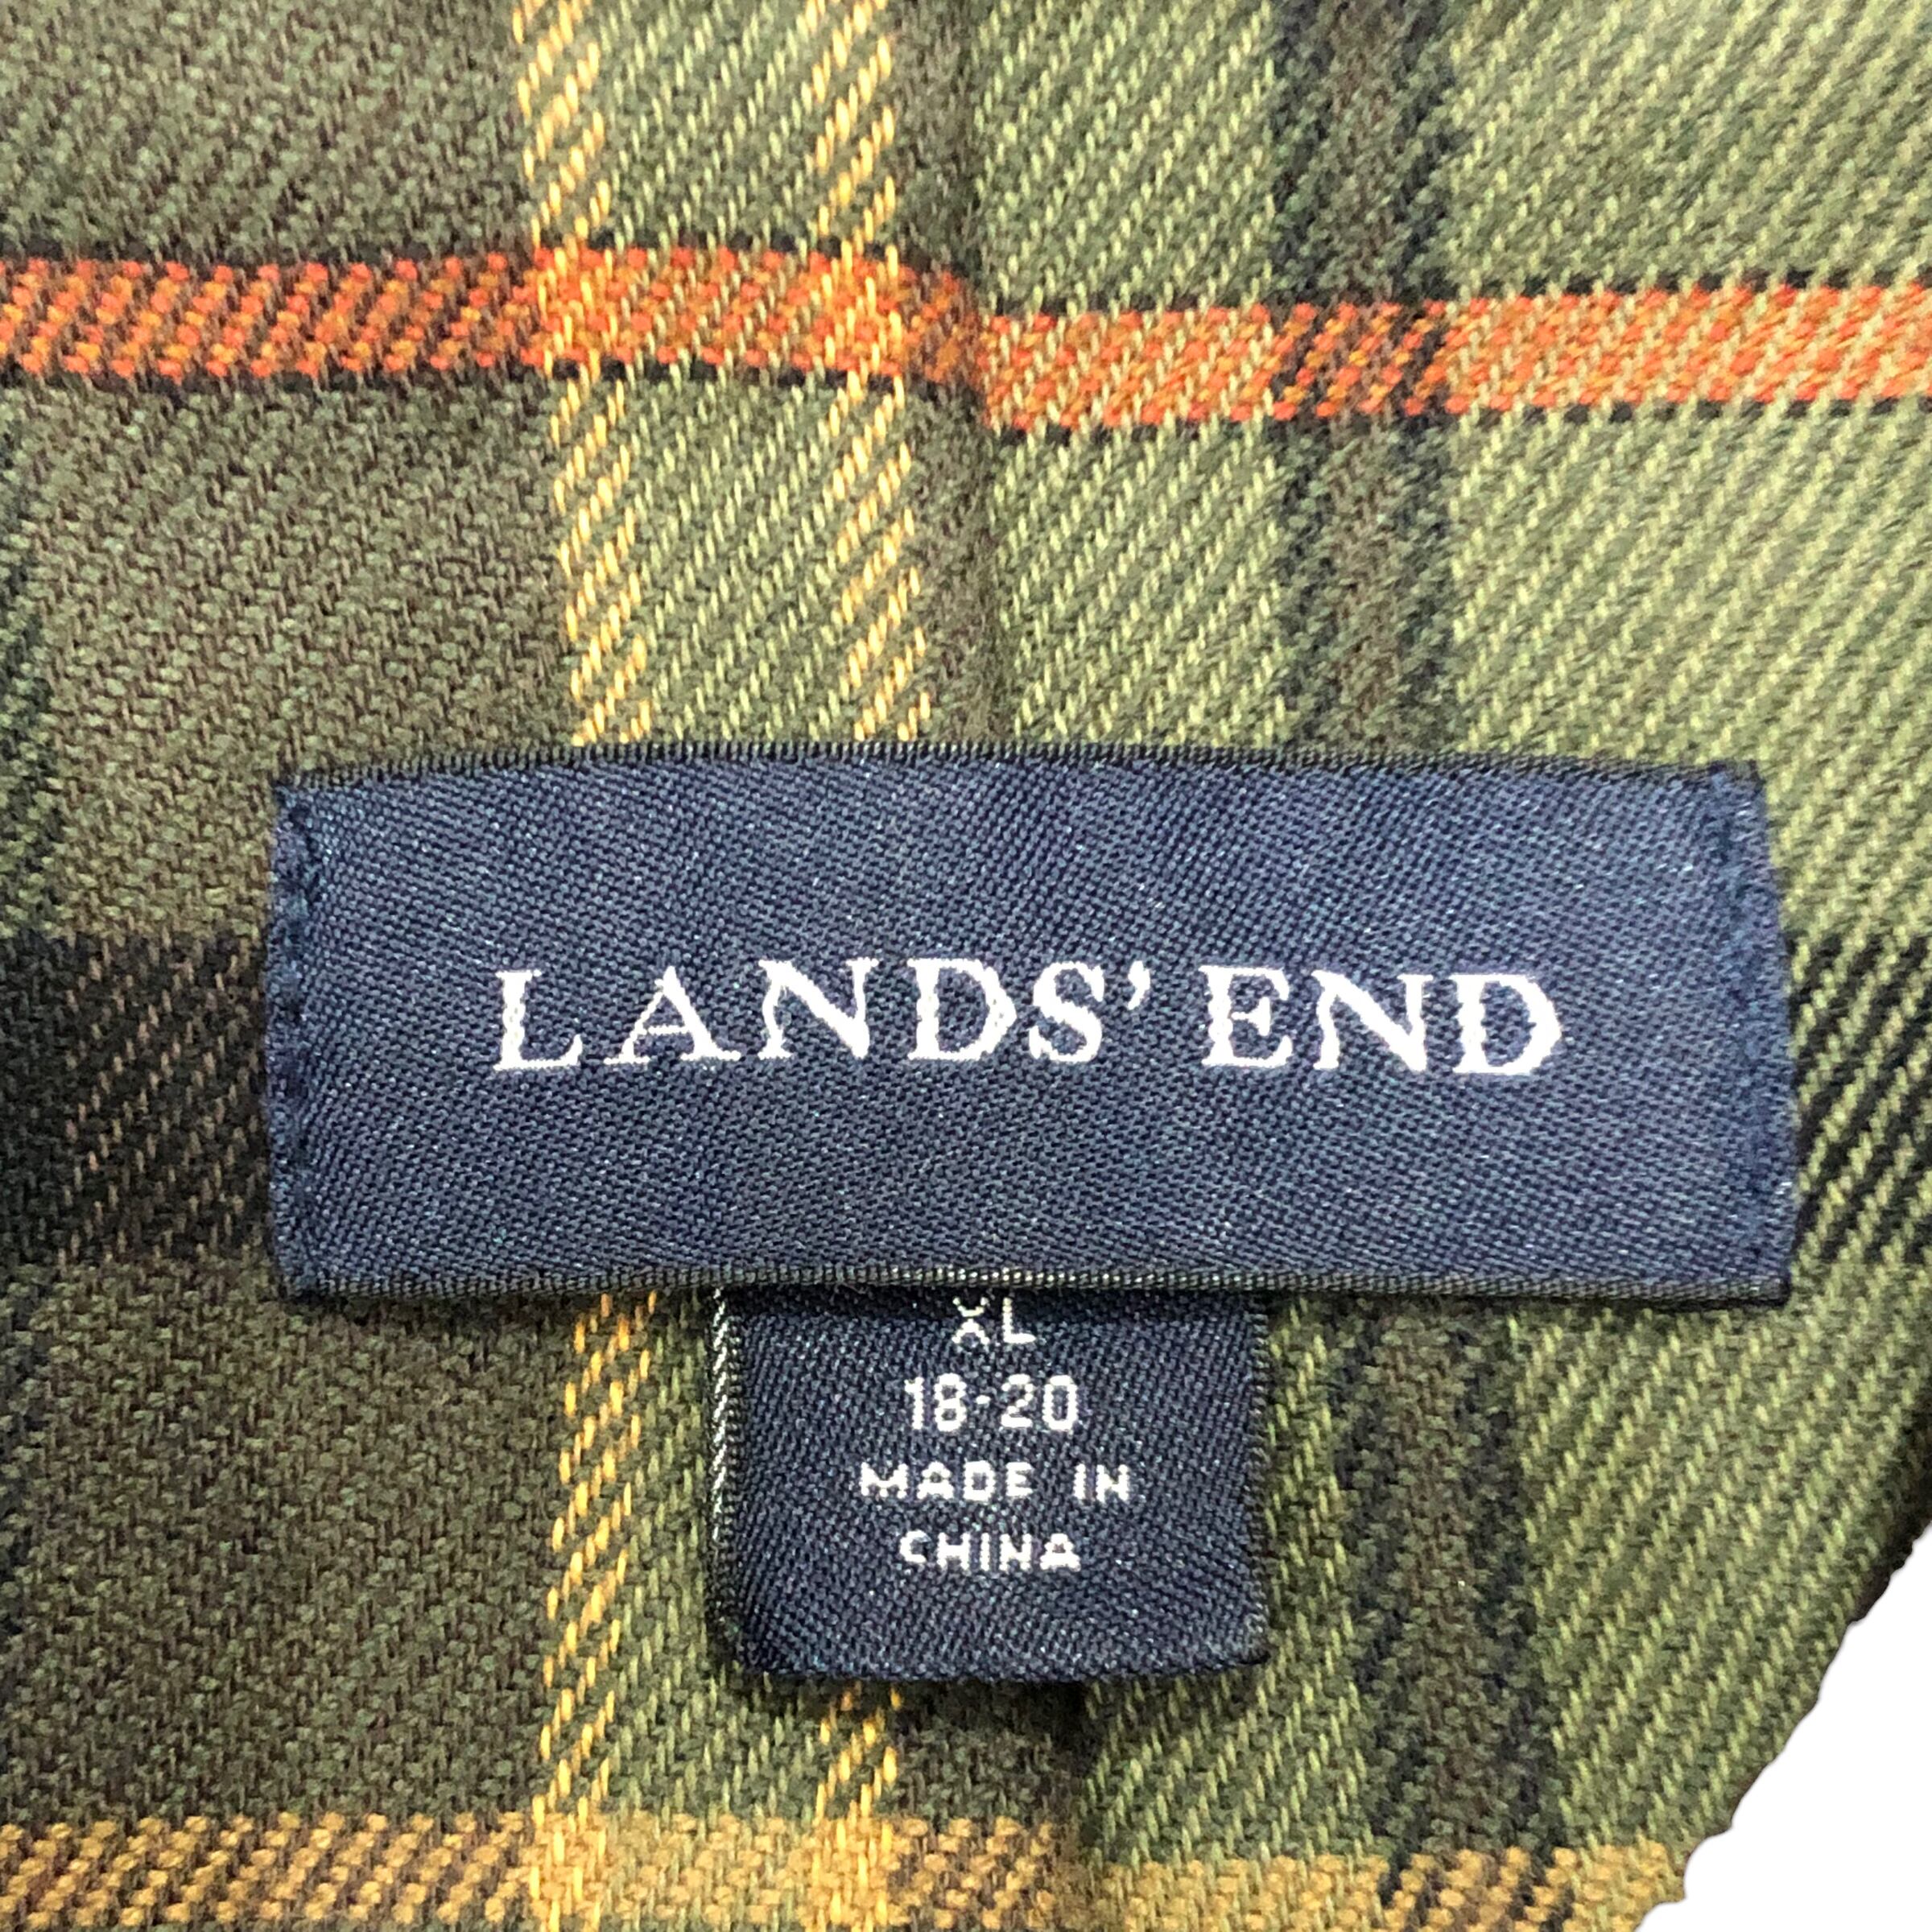 LANDS' END
XL
18-20
MADE IN
CHINA